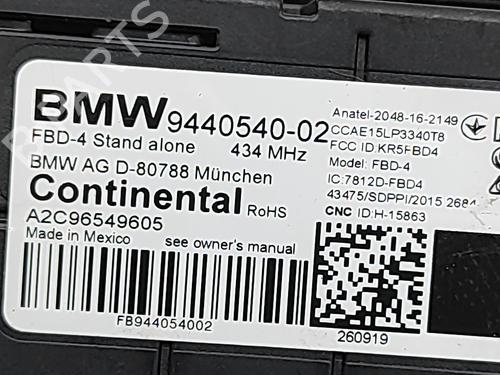 BMW 9440540-02
FBD-4 Stand alone 434 MHz
BMW AG D-80788 München
Continental RoHS
A2C96549605
Made in Mexico see owner's manual
FB944054002
Anatel-2048-16-2149
CCAE15LP3340T8
FCC ID:KR5FBD4
Model: FBD-4
IC:7812D-FBD4
43475/SDPPI/2015 2684
CNC ID:H-15863
260919
PARTS